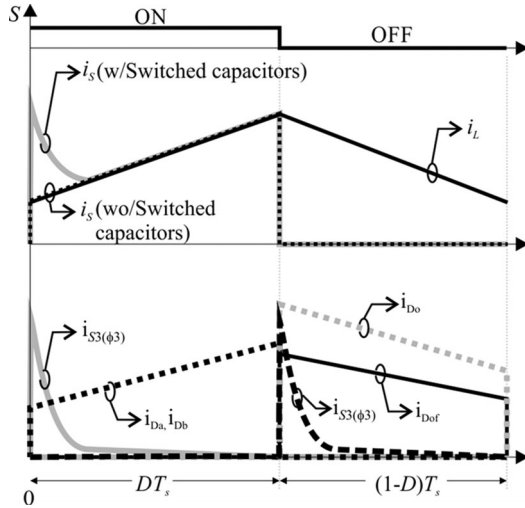 S
ON
OFF
iS (w/Switched capacitors)
iL
iS (wo/Switched
capacitors)
iDo
iS3(ϕ3)
iDa, iDb
iS3(ϕ3)
iDof
0
DTs
(1-D)Ts